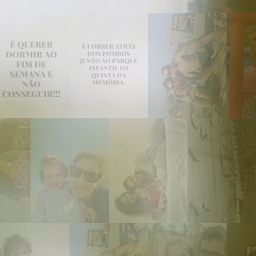 É QUERER
DORMIR AO
FIM DE
SEMANA E
NÃO
CONSEGUIR!!!
É CORRER ATRÁS
DOS POMBOS
JUNTO AO PARQUE
INFANTIL DA
QUINTA DA
MEMÓRIA.